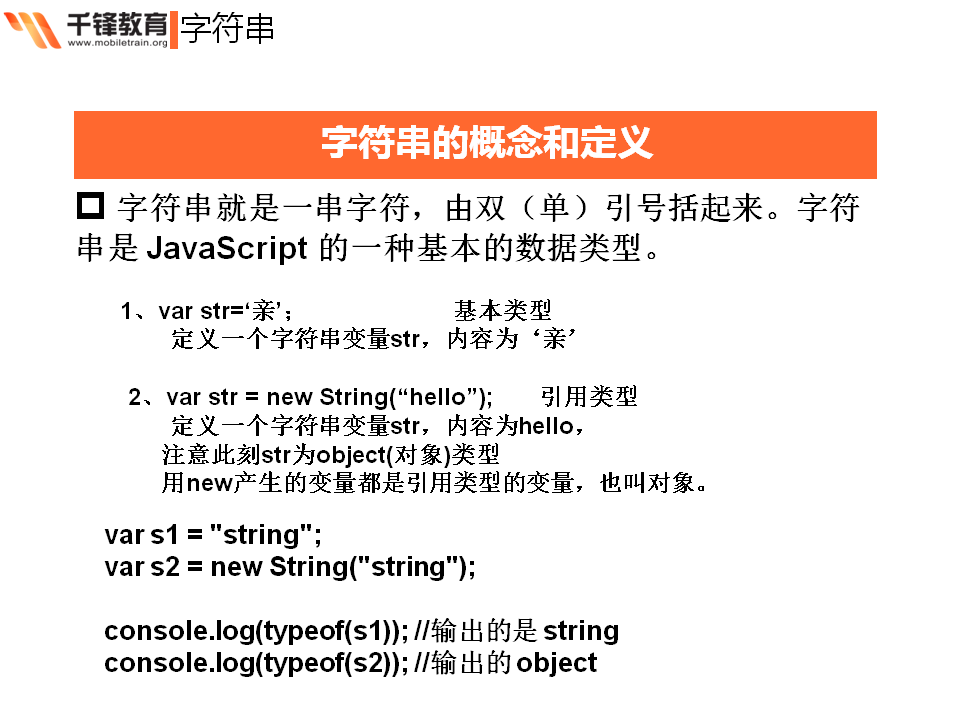 千锋教育 字符串
www.mobiletrain.org
字符串的概念和定义
字符串就是一串字符，由双（单）引号括起来。字符
串是 JavaScript 的一种基本的数据类型。
1、var str=‘亲’; 基本类型
定义一个字符串变量str，内容为‘亲’
2、var str = new String(“hello”); 引用类型
定义一个字符串变量str，内容为hello，
注意此刻str为object(对象)类型
用new产生的变量都是引用类型的变量，也叫对象。
var s1 = "string";
var s2 = new String("string");
console.log(typeof(s1)); //输出的是 string
console.log(typeof(s2)); //输出的 object